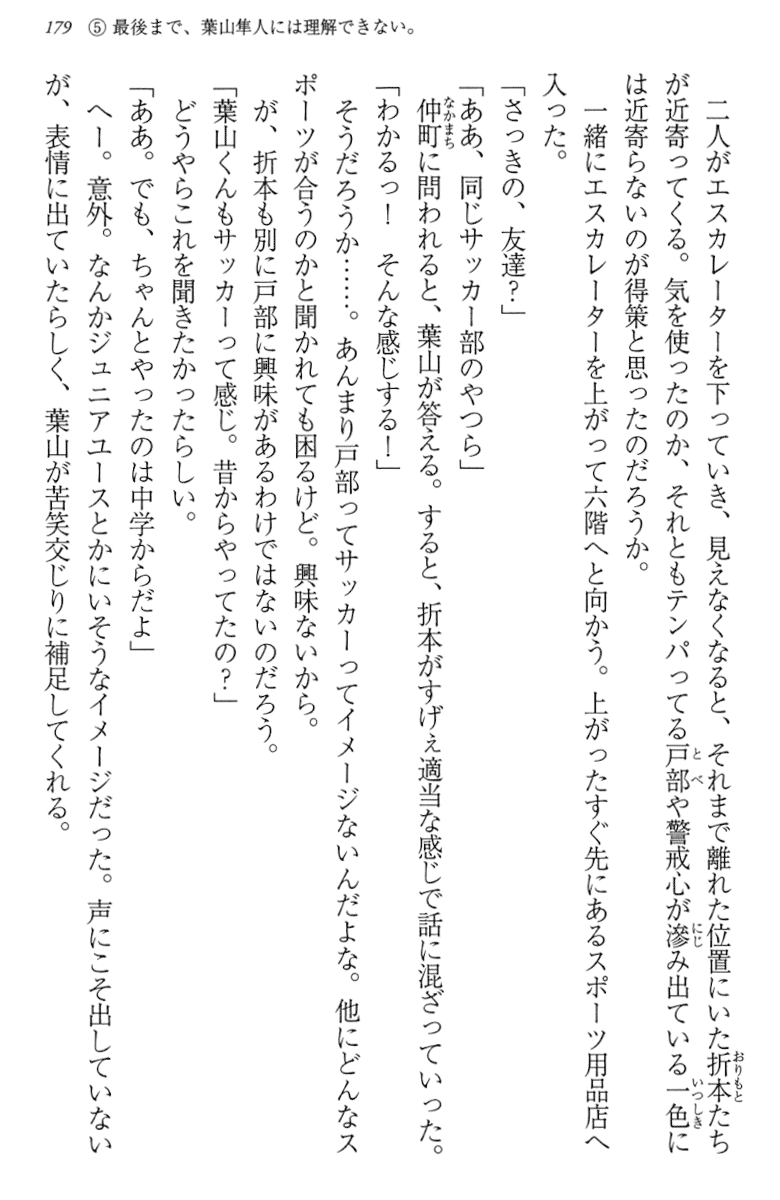 179　⑤ 最後まで、葉山隼人には理解できない。
　二人がエスカレーターを下っていき、見えなくなると、それまで離れた位置にいた折本たち
が近寄ってくる。気を使ったのか、それともテンパってる戸部や警戒心が滲み出ている一色に
は近寄らないのが得策と思ったのだろうか。
　一緒にエスカレーターを上がって六階へと向かう。上がったすぐ先にあるスポーツ用品店へ
入った。
「さっきの、友達？」
「ああ、同じサッカー部のやつら」
　仲町に問われると、葉山が答える。すると、折本がすげぇ適当な感じで話に混ざっていった。
「わかるっ！　そんな感じする！」
　そうだろうか……。あんまり戸部ってサッカーってイメージないんだよな。他にどんなス
ポーツが合うのかと聞かれても困るけど。興味ないから。
　が、折本も別に戸部に興味があるわけではないのだろう。
「葉山くんもサッカーって感じ。昔からやってたの？」
　どうやらこれを聞きたかったらしい。
「ああ。でも、ちゃんとやったのは中学からだよ」
　へー。意外。なんかジュニアユースとかにいそうなイメージだった。声にこそ出していない
が、表情に出ていたらしく、葉山が苦笑交じりに補足してくれる。